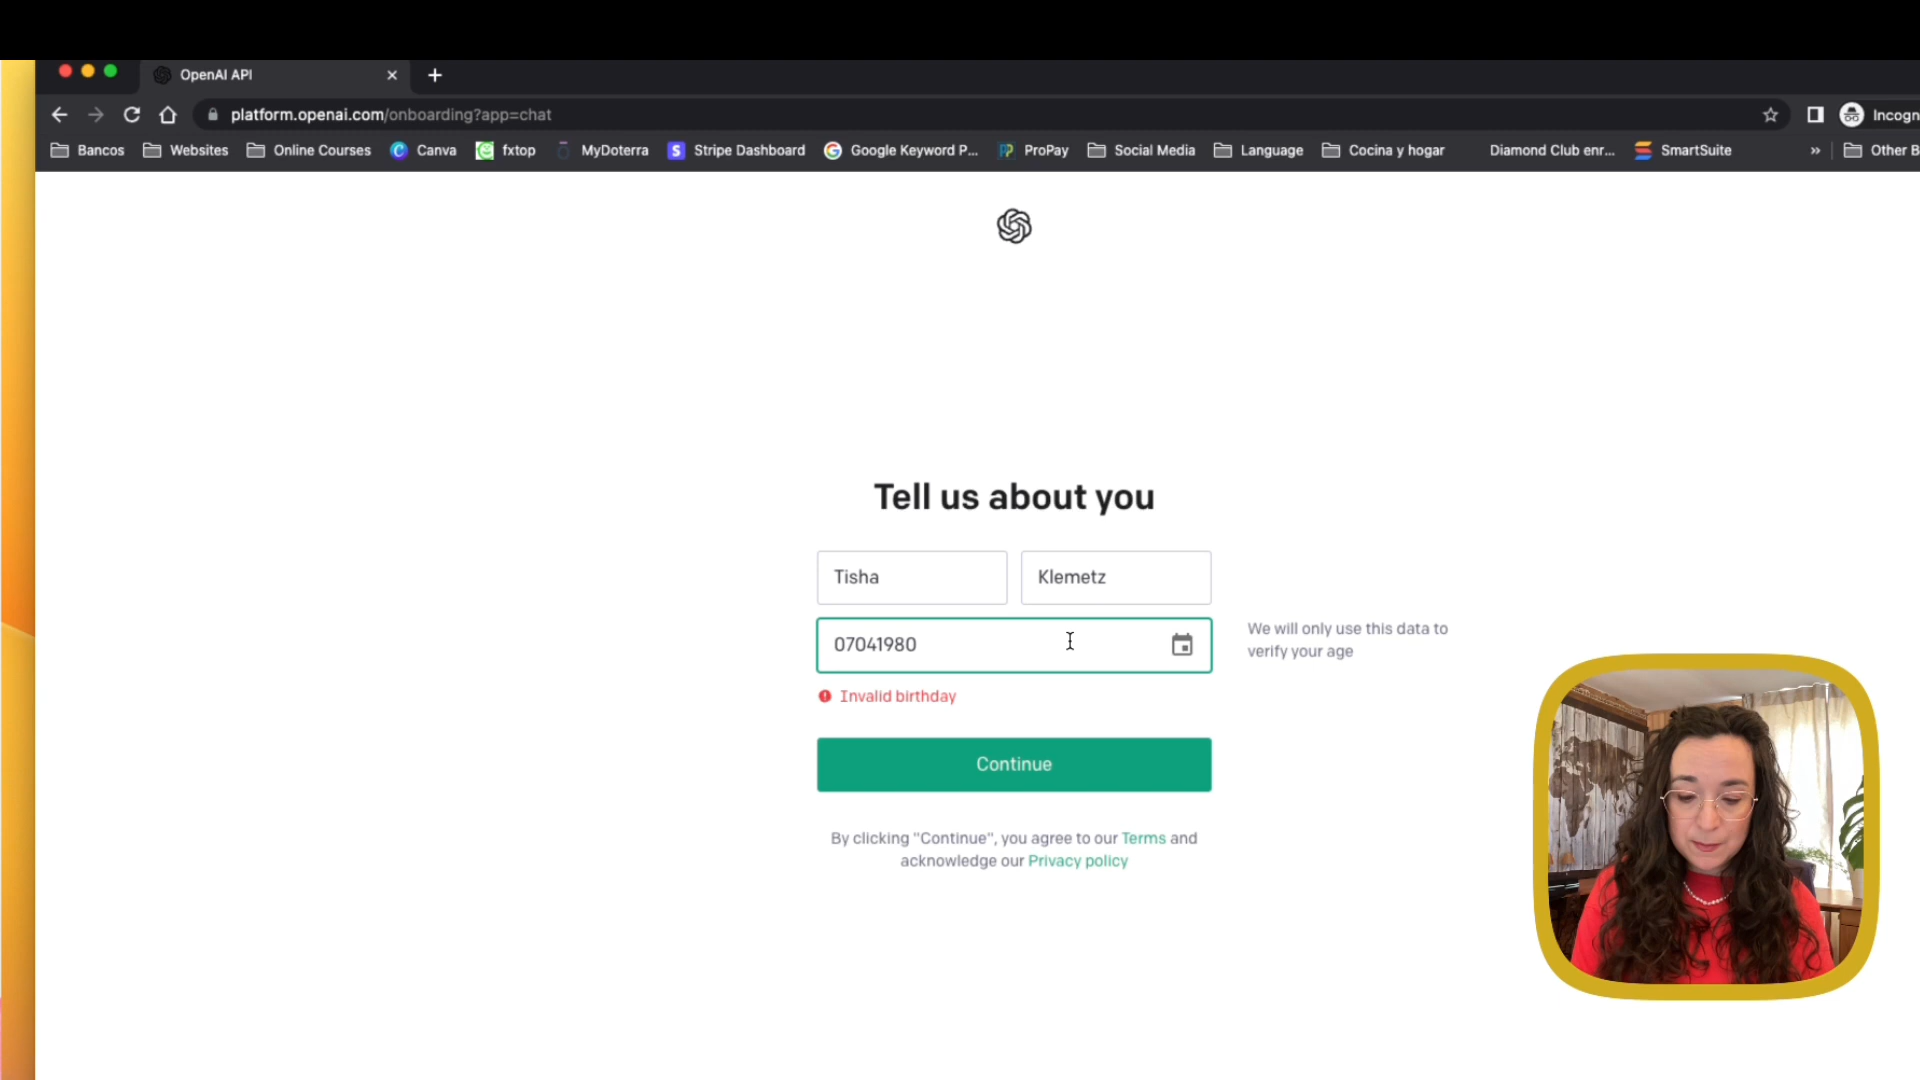 OpenAI API
platform.openai.com/onboarding?app=chat
Incogn
Bancos Websites Online Courses Canva fxtop MyDoterra Stripe Dashboard Google Keyword P... ProPay Social Media Language Cocina y hogar Diamond Club enr... SmartSuite » Other B
Tell us about you
Tisha Klemetz
07041980
We will only use this data to
verify your age
Invalid birthday
Continue
By clicking "Continue", you agree to our Terms and
acknowledge our Privacy policy